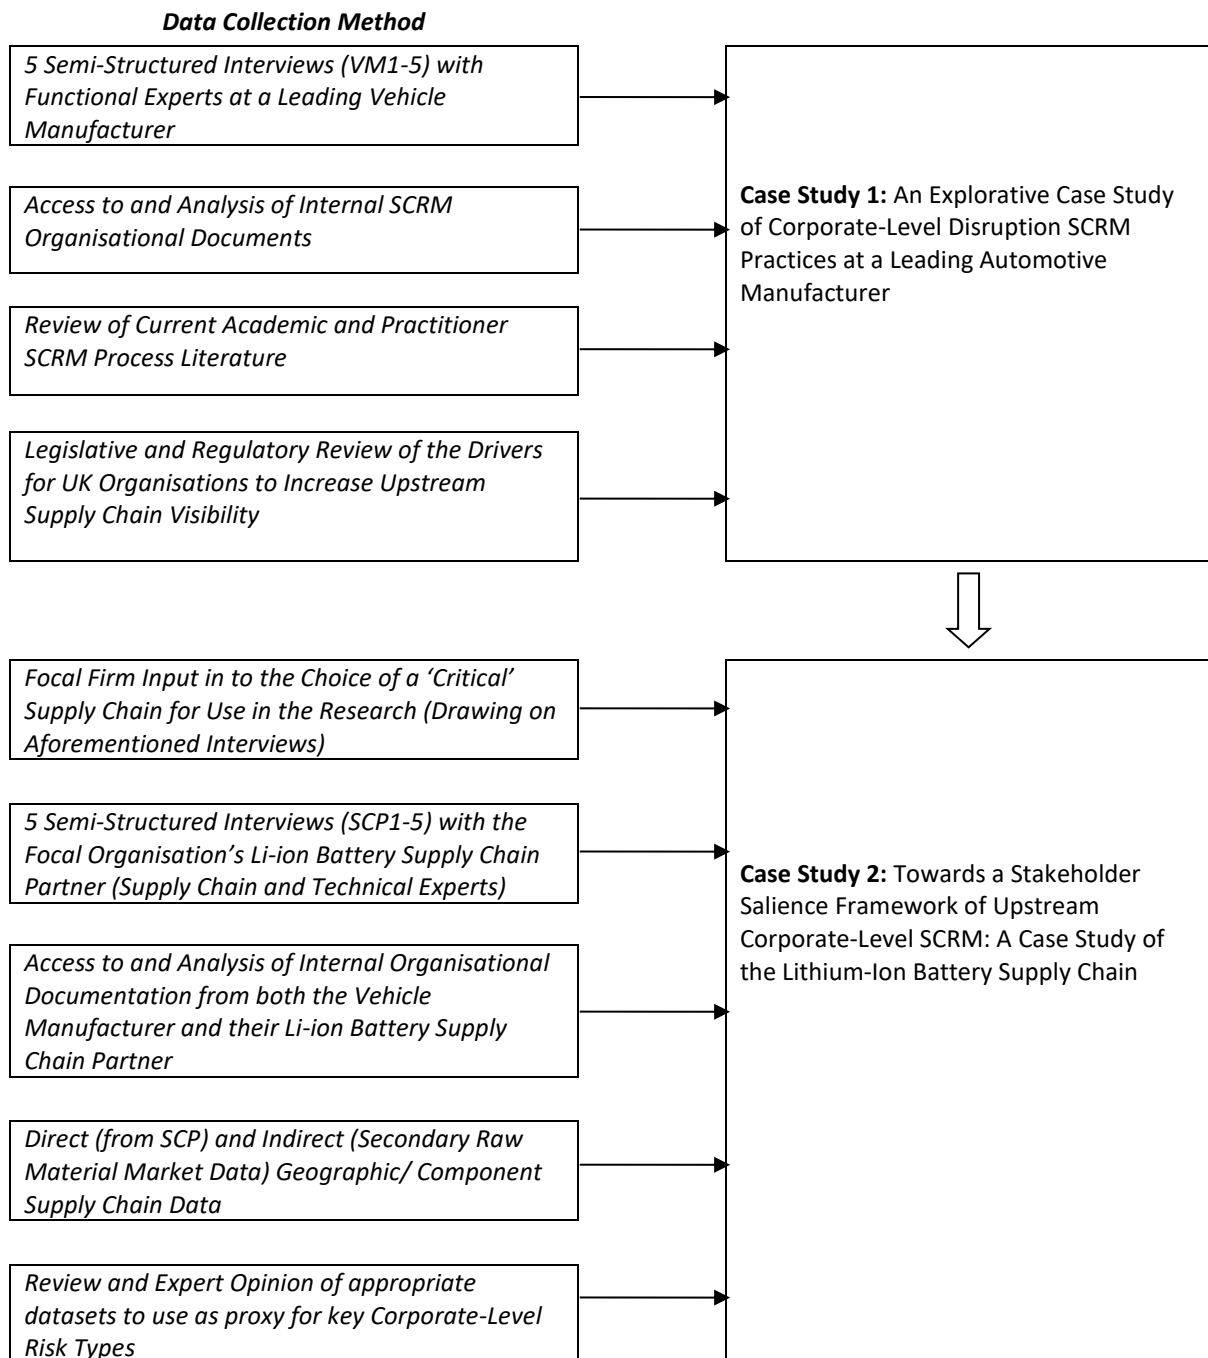 Data Collection Method
5 Semi-Structured Interviews (VM1-5) with
Functional Experts at a Leading Vehicle
Manufacturer
Access to and Analysis of Internal SCRM
Organisational Documents
Review of Current Academic and Practitioner
SCRM Process Literature
Legislative and Regulatory Review of the Drivers
for UK Organisations to Increase Upstream
Supply Chain Visibility
Case Study 1: An Explorative Case Study
of Corporate-Level Disruption SCRM
Practices at a Leading Automotive
Manufacturer
Focal Firm Input in to the Choice of a ‘Critical’
Supply Chain for Use in the Research (Drawing on
Aforementioned Interviews)
5 Semi-Structured Interviews (SCP1-5) with the
Focal Organisation’s Li-ion Battery Supply Chain
Partner (Supply Chain and Technical Experts)
Access to and Analysis of Internal Organisational
Documentation from both the Vehicle
Manufacturer and their Li-ion Battery Supply
Chain Partner
Direct (from SCP) and Indirect (Secondary Raw
Material Market Data) Geographic/ Component
Supply Chain Data
Review and Expert Opinion of appropriate
datasets to use as proxy for key Corporate-Level
Risk Types
Case Study 2: Towards a Stakeholder
Salience Framework of Upstream
Corporate-Level SCRM: A Case Study of
the Lithium-Ion Battery Supply Chain